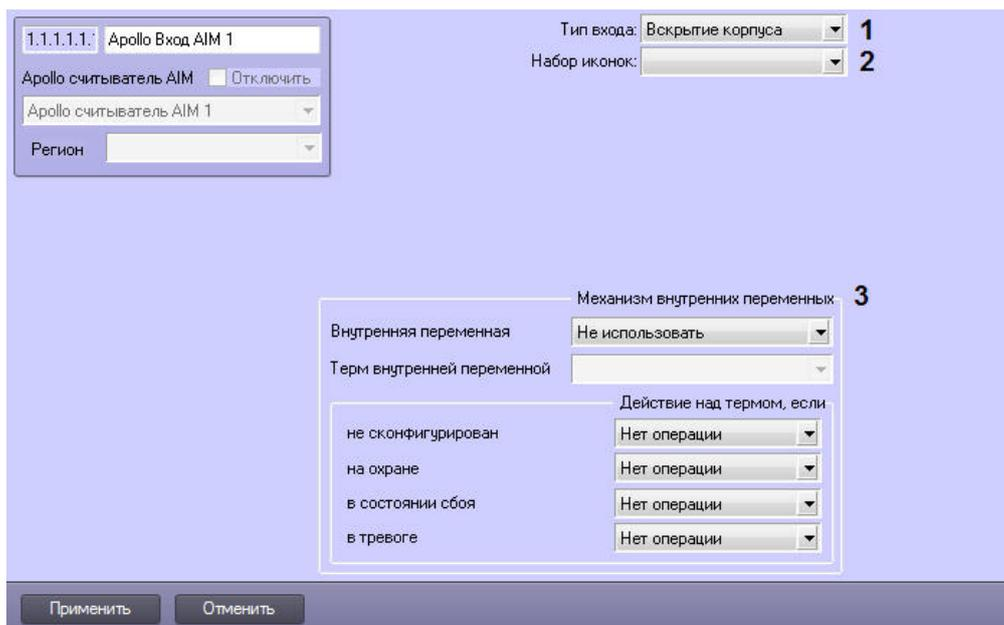 1.1.1.1.1. Apollo Вход AIM 1
Apollo считыватель AIM Отключить
Apollo считыватель AIM 1
Регион
Тип входа: Вскрытие корпуса 1
Набор иконок: 2
Механизм внутренних переменных 3
Внутренняя переменная Не использовать
Терм внутренней переменной
Действие над термом, если
не сконфигурирован Нет операции
на охране Нет операции
в состоянии сбоя Нет операции
в тревоге Нет операции
Применить Отменить